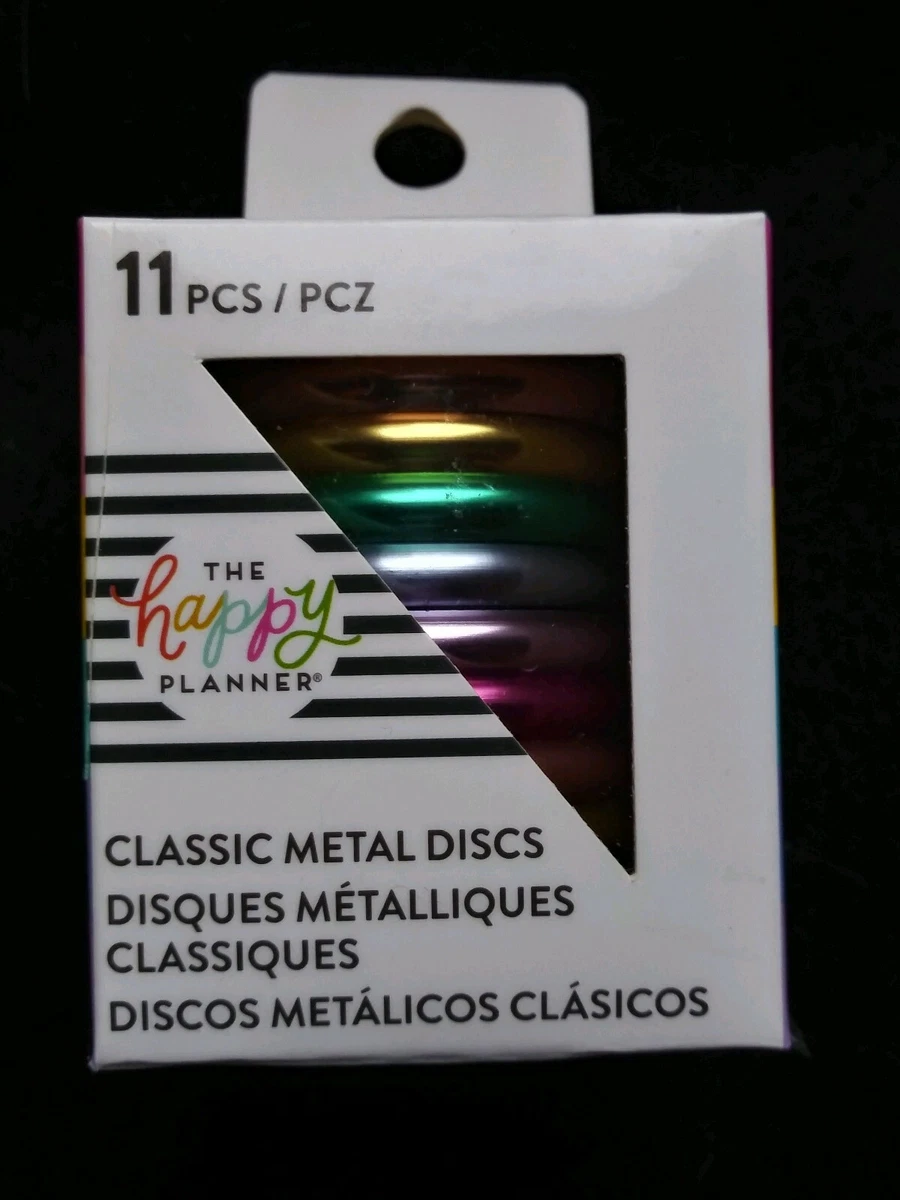 11 PCS / PCZ
THE
happy
PLANNER®
CLASSIC METAL DISCS
DISQUES MÉTALLIQUES
CLASSIQUES
DISCOS METÁLICOS CLÁSICOS